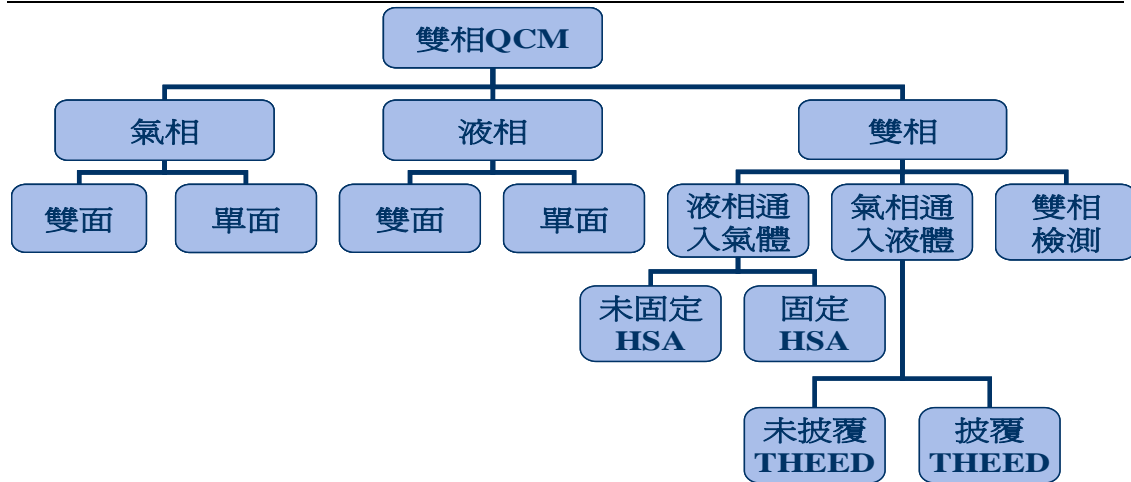 雙相QCM
氣相
液相
雙相
雙面
單面
雙面
單面
液相通
入氣體
氣相通
入液體
雙相
檢測
未固定
HSA
固定
HSA
未披覆
THEED
披覆
THEED